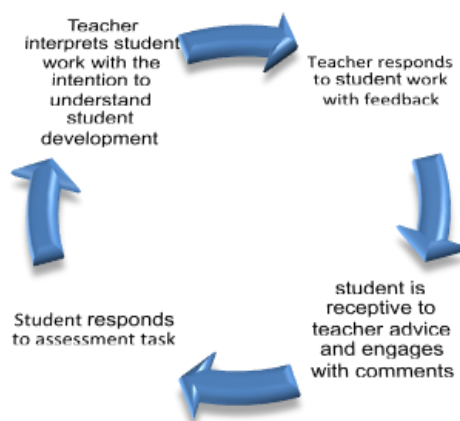 Teacher
interprets student
work with the
intention to
understand
student
development
Teacher responds
to student work
with feedback
student is
receptive to
teacher advice
and engages
with comments
Student responds
to assessment task